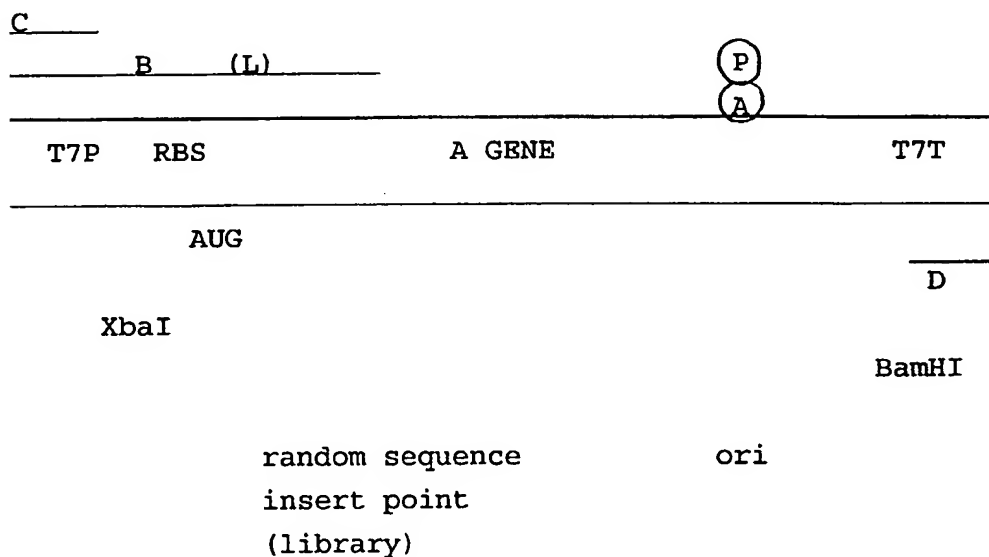 C
B (L) P
A
T7P RBS A GENE T7T
AUG
D
XbaI
BamHI
random sequence ori
insert point
(library)